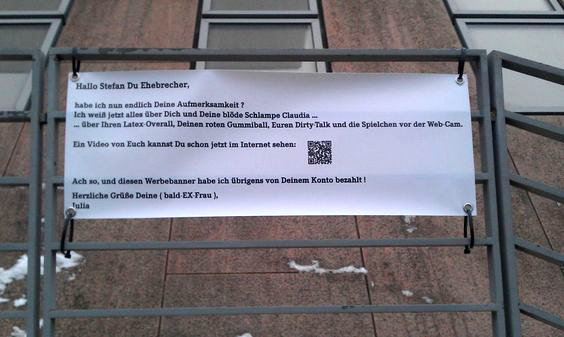 Hallo Stefan Du Ehebrecher,
habe ich nun endlich Deine Aufmerksamkeit ?
Ich weiß jetzt alles über Dich und Deine blöde Schlampe Claudia ...
... über Ihren Latex-Overall, Deinen roten Gummiball, Euren Dirty-Talk und die Spielchen vor der Web-Cam.
Ein Video von Euch kannst Du schon jetzt im Internet sehen:
Ach so, und diesen Werbebanner habe ich übrigens von Deinem Konto bezahlt !
Herzliche Grüße Deine ( bald-EX-Frau ),
Julia